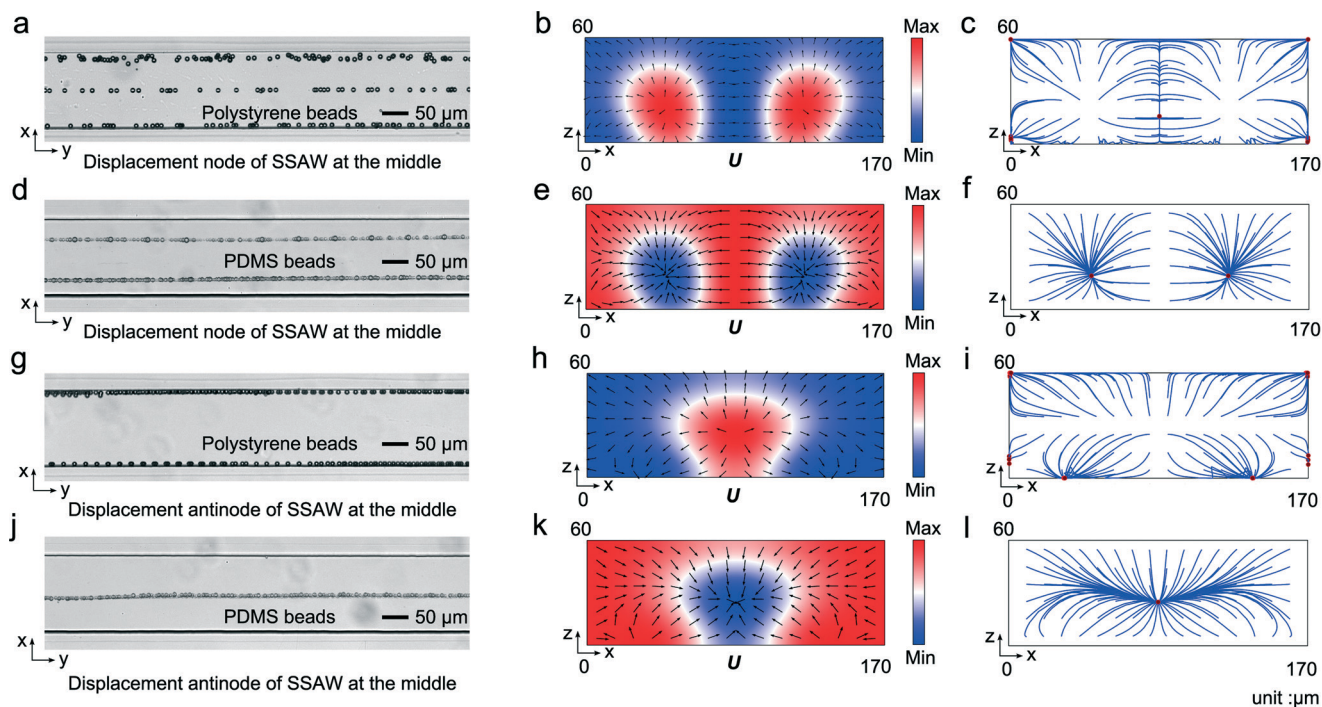 a
Polystyrene beads 50 µm
x
y
Displacement node of SSAW at the middle
b
60
Max
z
x
0 U 170
Min
c
60
z
x
0 170
d
PDMS beads 50 µm
x
y
Displacement node of SSAW at the middle
e
60
Max
z
x
0 U 170
Min
f
60
z
x
0 170
g
Polystyrene beads 50 µm
x
y
Displacement antinode of SSAW at the middle
h
60
Max
z
x
0 U 170
Min
i
60
z
x
0 170
j
PDMS beads 50 µm
x
y
Displacement antinode of SSAW at the middle
k
60
Max
z
x
0 U 170
Min
l
60
z
x
0 170
unit :µm